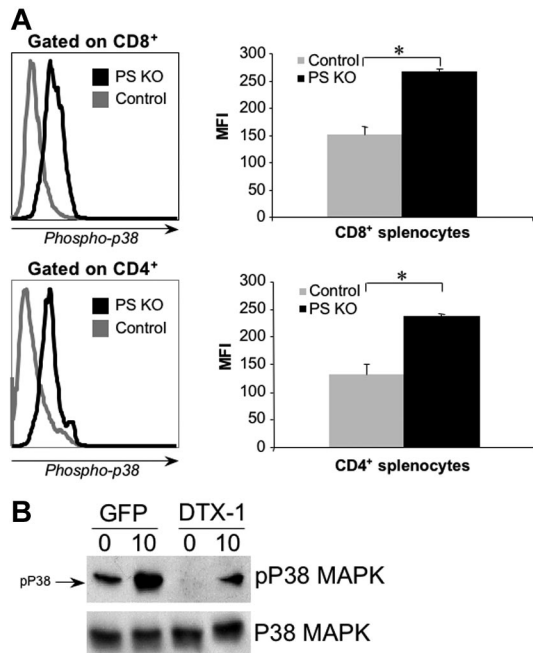 A
Gated on CD8⁺
PS KO
Control
Phospho-p38
300
250
200
150
100
50
0
MFI
Control
PS KO
*
CD8⁺ splenocytes
Gated on CD4⁺
PS KO
Control
Phospho-p38
300
250
200
150
100
50
0
MFI
Control
PS KO
*
CD4⁺ splenocytes
B
GFP DTX-1
0 10 0 10
pP38 pP38 MAPK
P38 MAPK